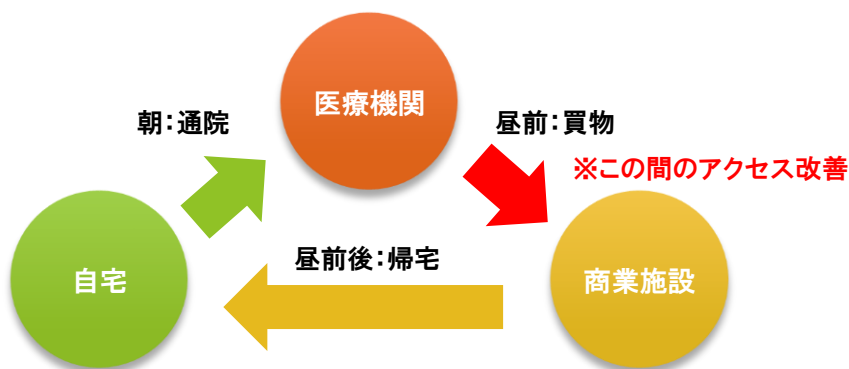 医療機関
朝：通院
昼前：買物
※この間のアクセス改善
自宅
昼前後：帰宅
商業施設